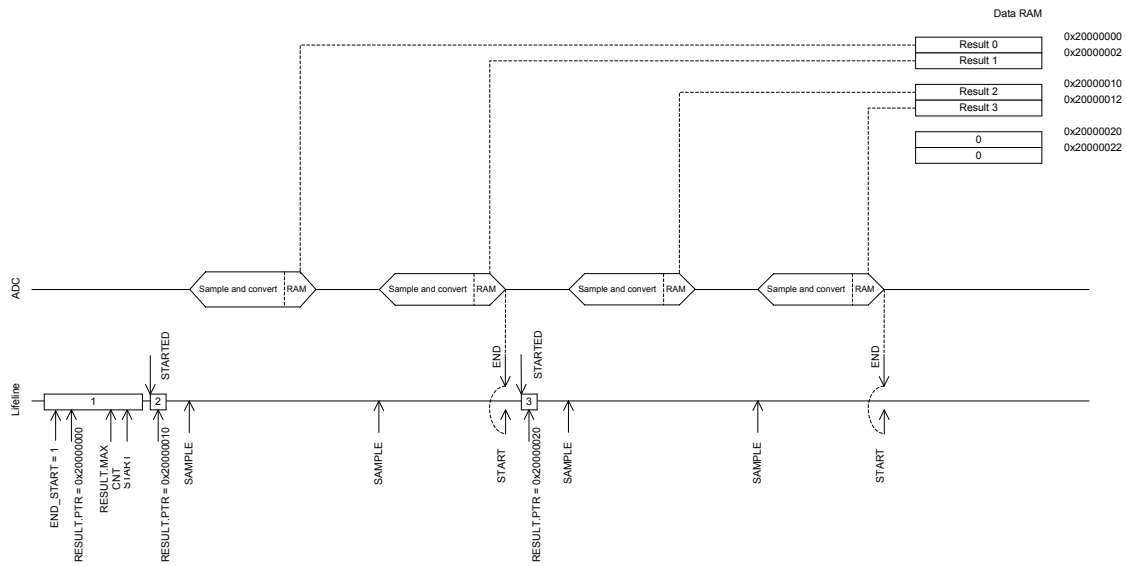 Data RAM
Result 0
0x20000000
Result 1
0x20000002
Result 2
0x20000010
Result 3
0x20000012
0
0x20000020
0
0x20000022
ADC
Sample and convert
RAM
Sample and convert
RAM
Sample and convert
RAM
Sample and convert
RAM
Lifeline
1
STARTED
2
END
STARTED
3
END
END_START = 1
RESULT.PTR = 0x20000000
RESULT.MAX
CNT
START
RESULT.PTR = 0x20000010
SAMPLE
SAMPLE
START
RESULT.PTR = 0x20000020
SAMPLE
SAMPLE
START